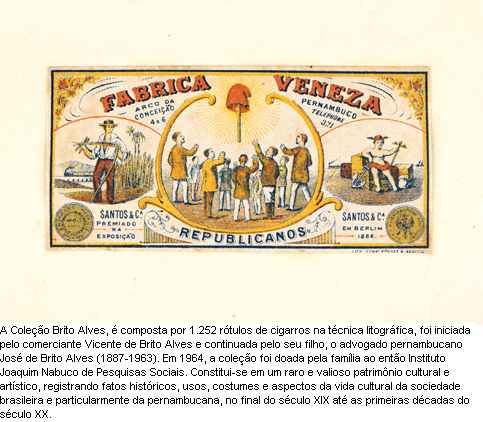 FABRICA VENEZA
ARCO DA
CONCEIÇÃO
4 & 6
PERNAMBUCO
TELEPHONE
321
SANTOS & Cª
PREMIADO
NA
EXPOSIÇÃO
SANTOS & Cª
EM BERLIN
1886
REPUBLICANOS
A Coleção Brito Alves, é composta por 1.252 rótulos de cigarros na técnica litográfica, foi iniciada
pelo comerciante Vicente de Brito Alves e continuada pelo seu filho, o advogado pernambucano
José de Brito Alves (1887-1963). Em 1964, a coleção foi doada pela família ao então Instituto
Joaquim Nabuco de Pesquisas Sociais. Constitui-se em um raro e valioso patrimônio cultural e
artístico, registrando fatos históricos, usos, costumes e aspectos da vida cultural da sociedade
brasileira e particularmente da pernambucana, no final do século XIX até as primeiras décadas do
século XX.